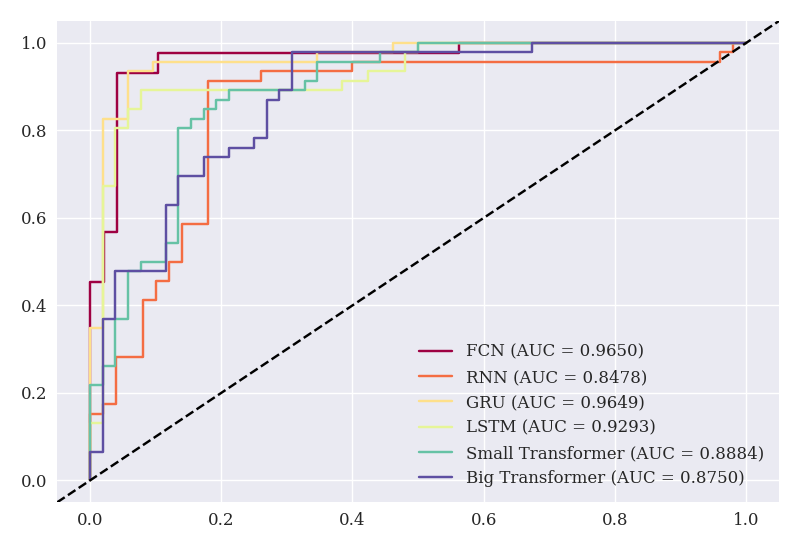 1.0
0.8
0.6
0.4
0.2
0.0
FCN (AUC = 0.9650)
RNN (AUC = 0.8478)
GRU (AUC = 0.9649)
LSTM (AUC = 0.9293)
Small Transformer (AUC = 0.8884)
Big Transformer (AUC = 0.8750)
0.0 0.2 0.4 0.6 0.8 1.0